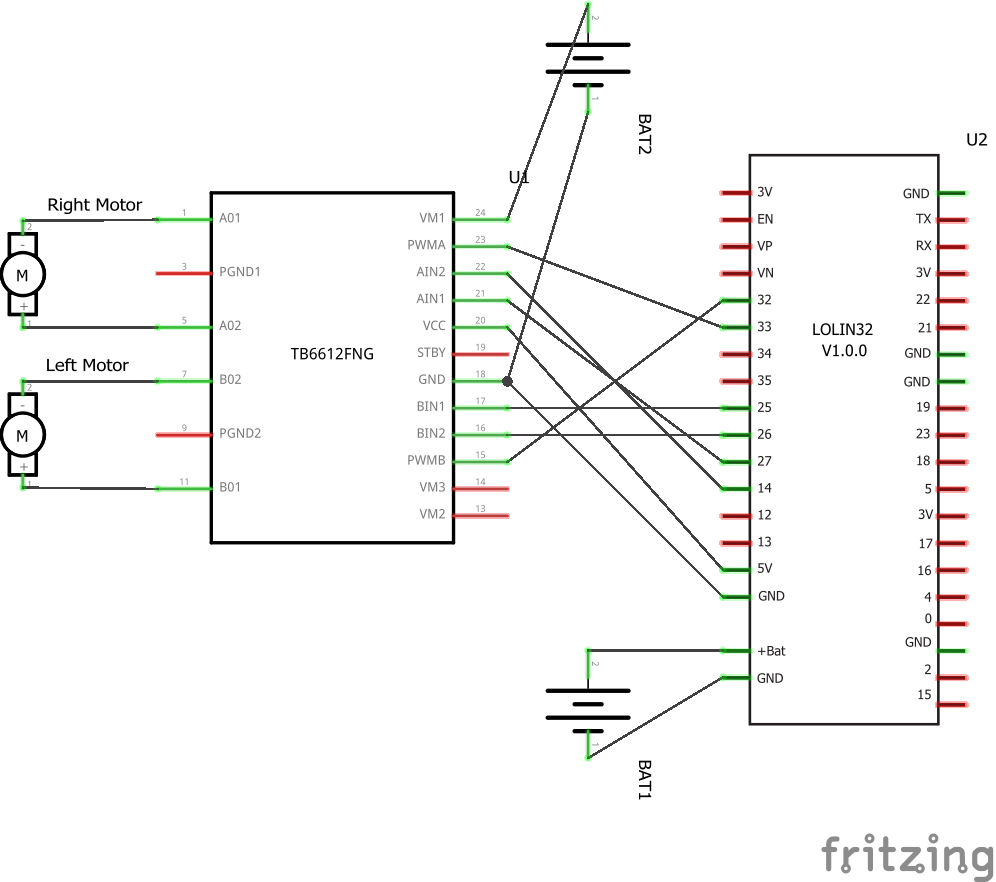 2
1
BAT2
U1
U2
Right Motor
2
-
M
+
1
Left Motor
2
-
M
+
1
1 A01
3 PGND1
5 A02
7 B02
9 PGND2
11 B01
TB6612FNG
VM1 24
PWMA 23
AIN2 22
AIN1 21
VCC 20
STBY 19
GND 18
BIN1 17
BIN2 16
PWMB 15
VM3 14
VM2 13
3V
EN
VP
VN
32
33
34
35
25
26
27
14
12
13
5V
GND
+Bat
GND
LOLIN32
V1.0.0
GND
TX
RX
3V
22
21
GND
GND
19
23
18
5
3V
17
16
4
0
GND
2
15
2
1
BAT1
fritzing